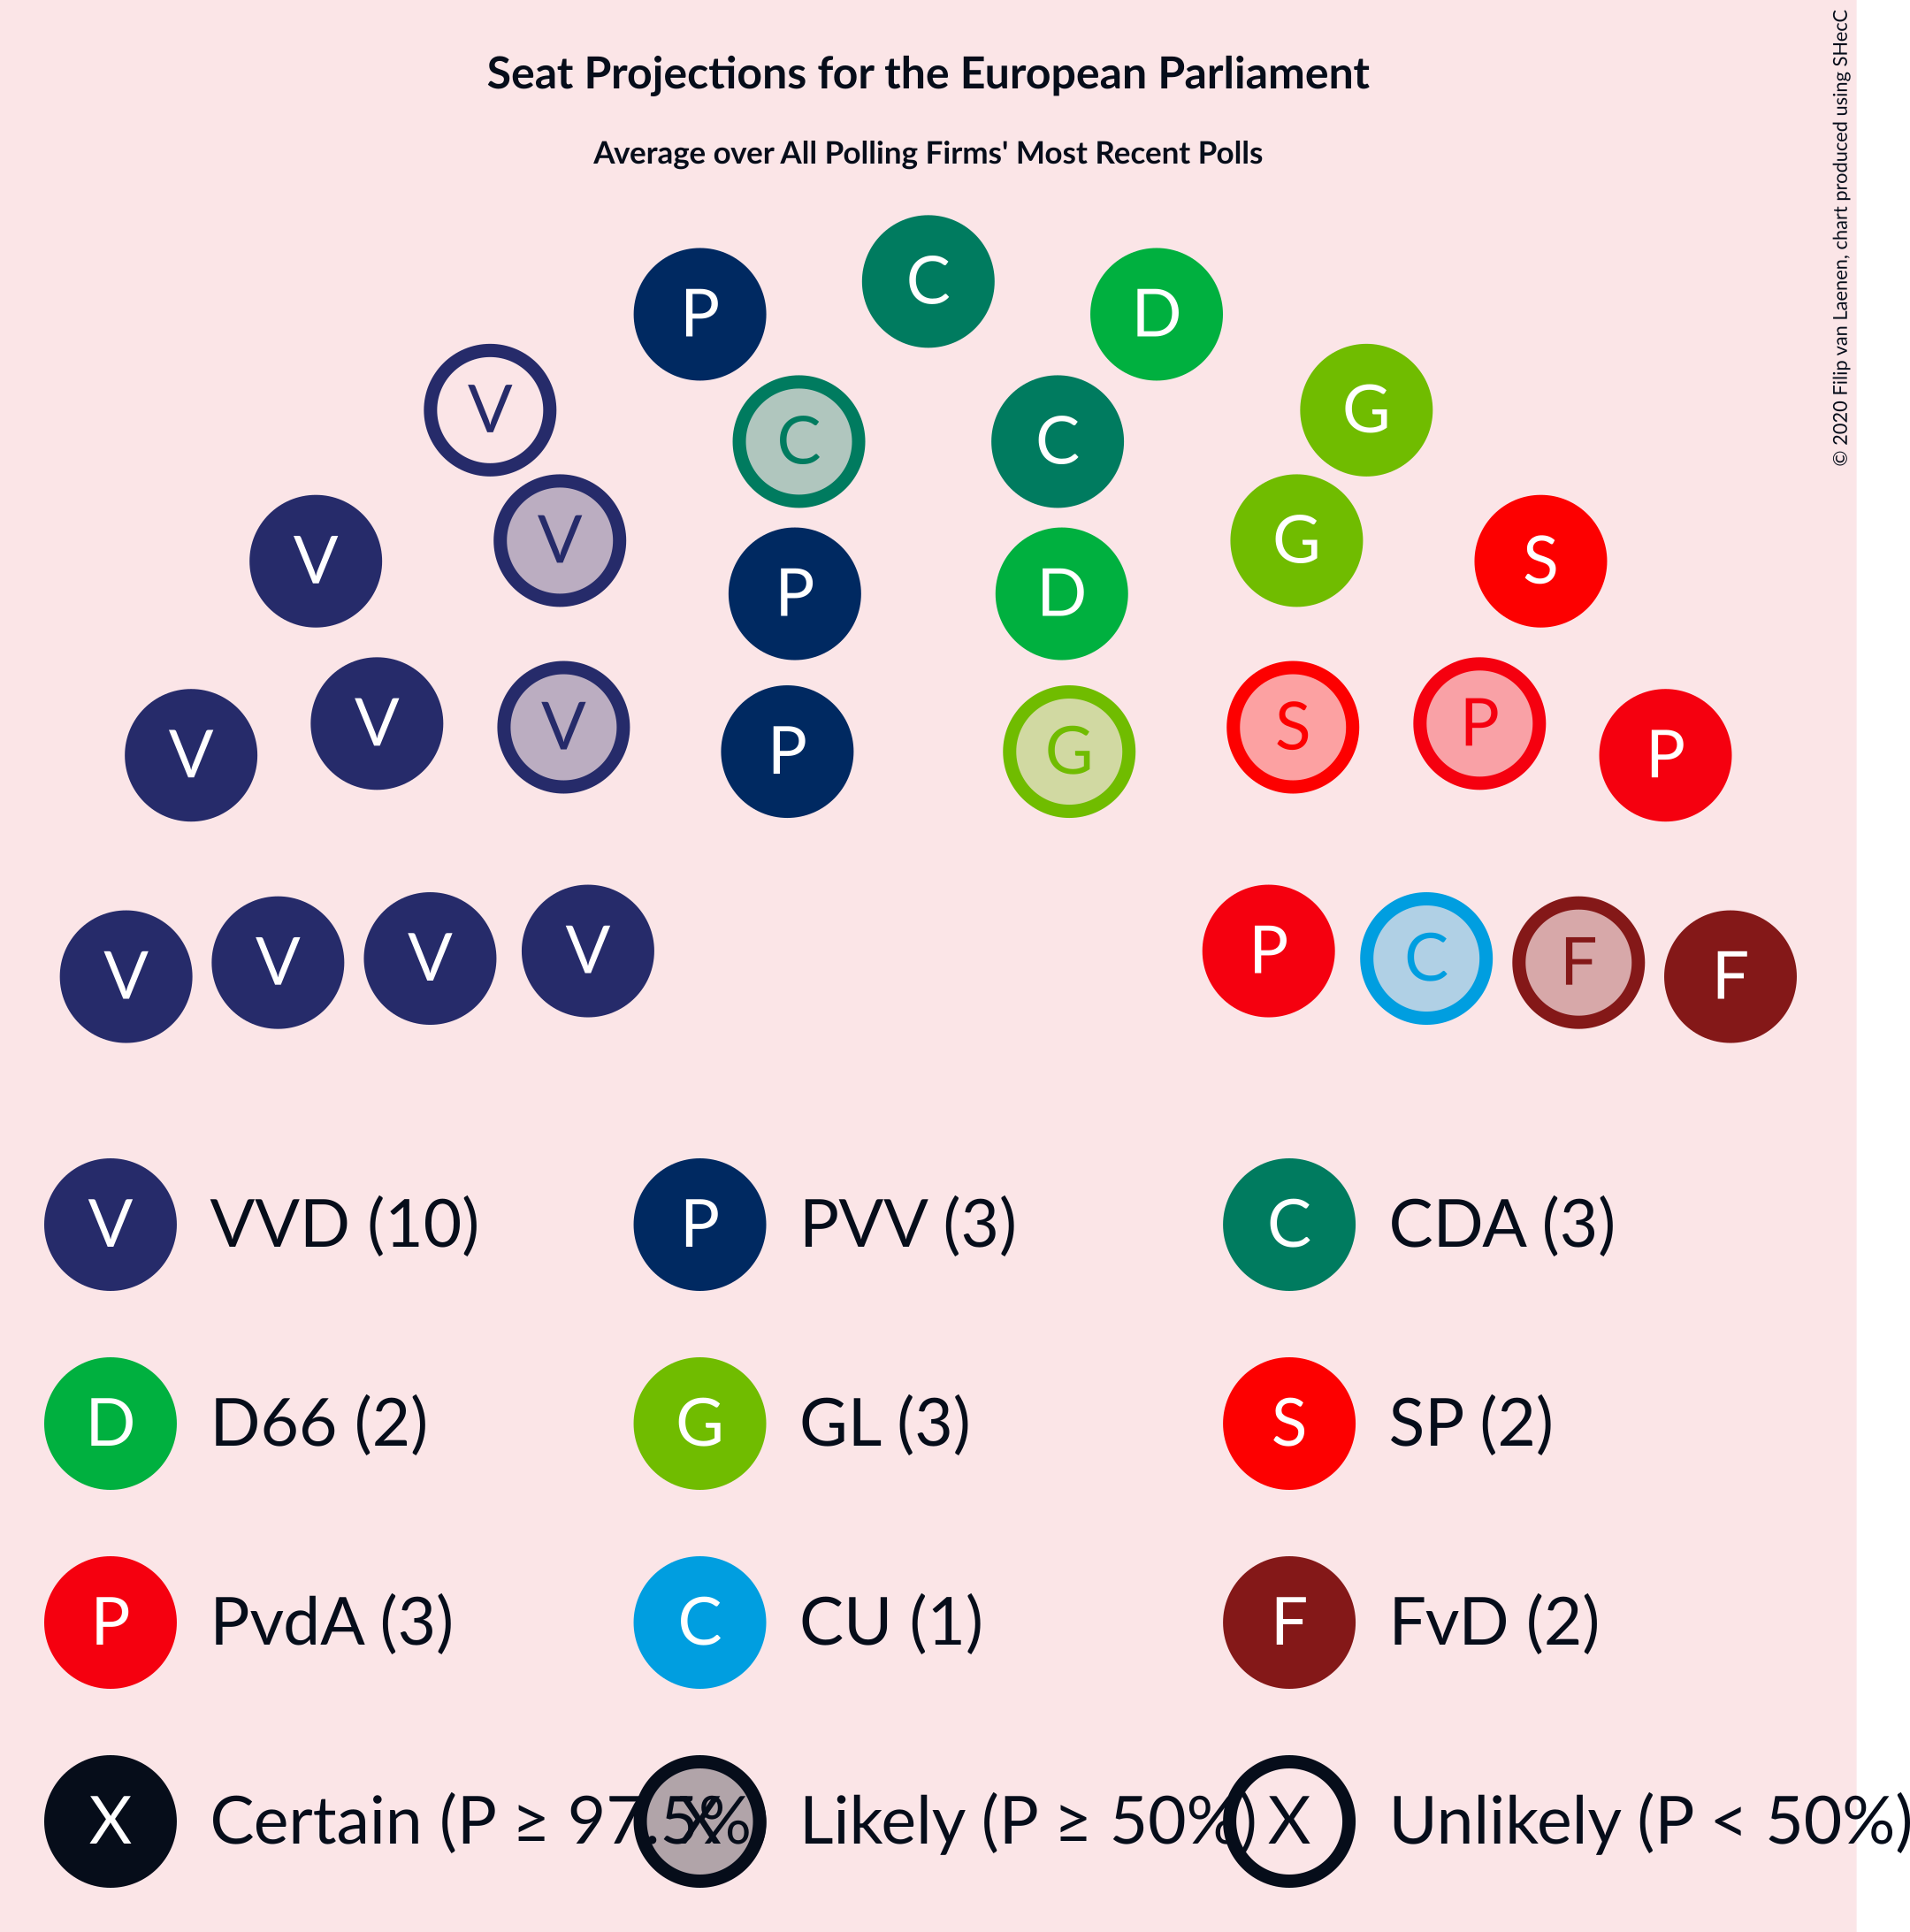 Seat Projections for the European Parliament
Average over All Polling Firms' Most Recent Polls
© 2020 Filip van Laenen, chart produced using SHecC
C
P D
V G
C C
V G
V S
P D
V V S P
V P G P
V V V V P C F F
V VVD (10) P PVV (3) C CDA (3)
D D66 (2) G GL (3) S SP (2)
P PvdA (3) C CU (1) F FvD (2)
X Certain (P ≥ 97.5%) X Likely (P ≥ 50%) X Unlikely (P < 50%)